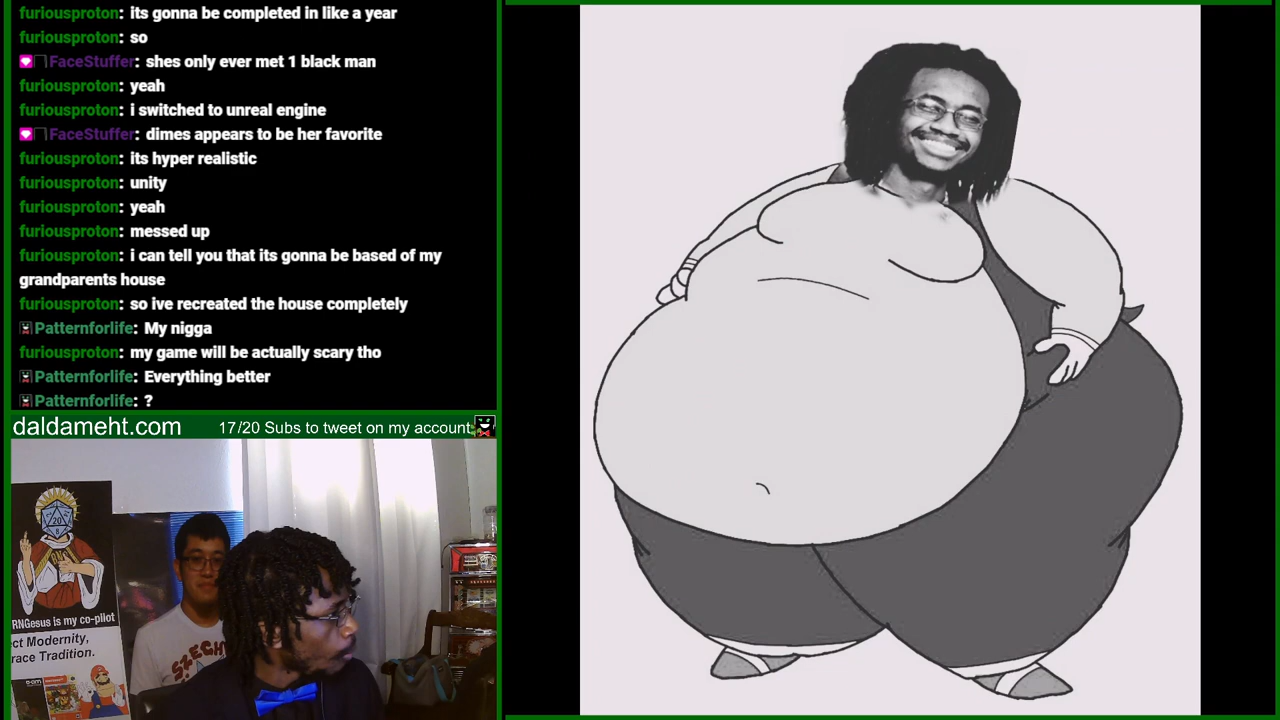 furiousproton: its gonna be completed in like a year
furiousproton: so
FaceStuffer: shes only ever met 1 black man
furiousproton: yeah
furiousproton: i switched to unreal engine
FaceStuffer: dimes appears to be her favorite
furiousproton: its hyper realistic
furiousproton: unity
furiousproton: yeah
furiousproton: messed up
furiousproton: i can tell you that its gonna be based of my
grandparents house
furiousproton: so ive recreated the house completely
Patternforlife: My nigga
furiousproton: my game will be actually scary tho
Patternforlife: Everything better
Patternforlife: ?
daldameht.com
17/20 Subs to tweet on my account
20
8
RNGesus is my co-pilot
ct Modernity,
race Tradition.